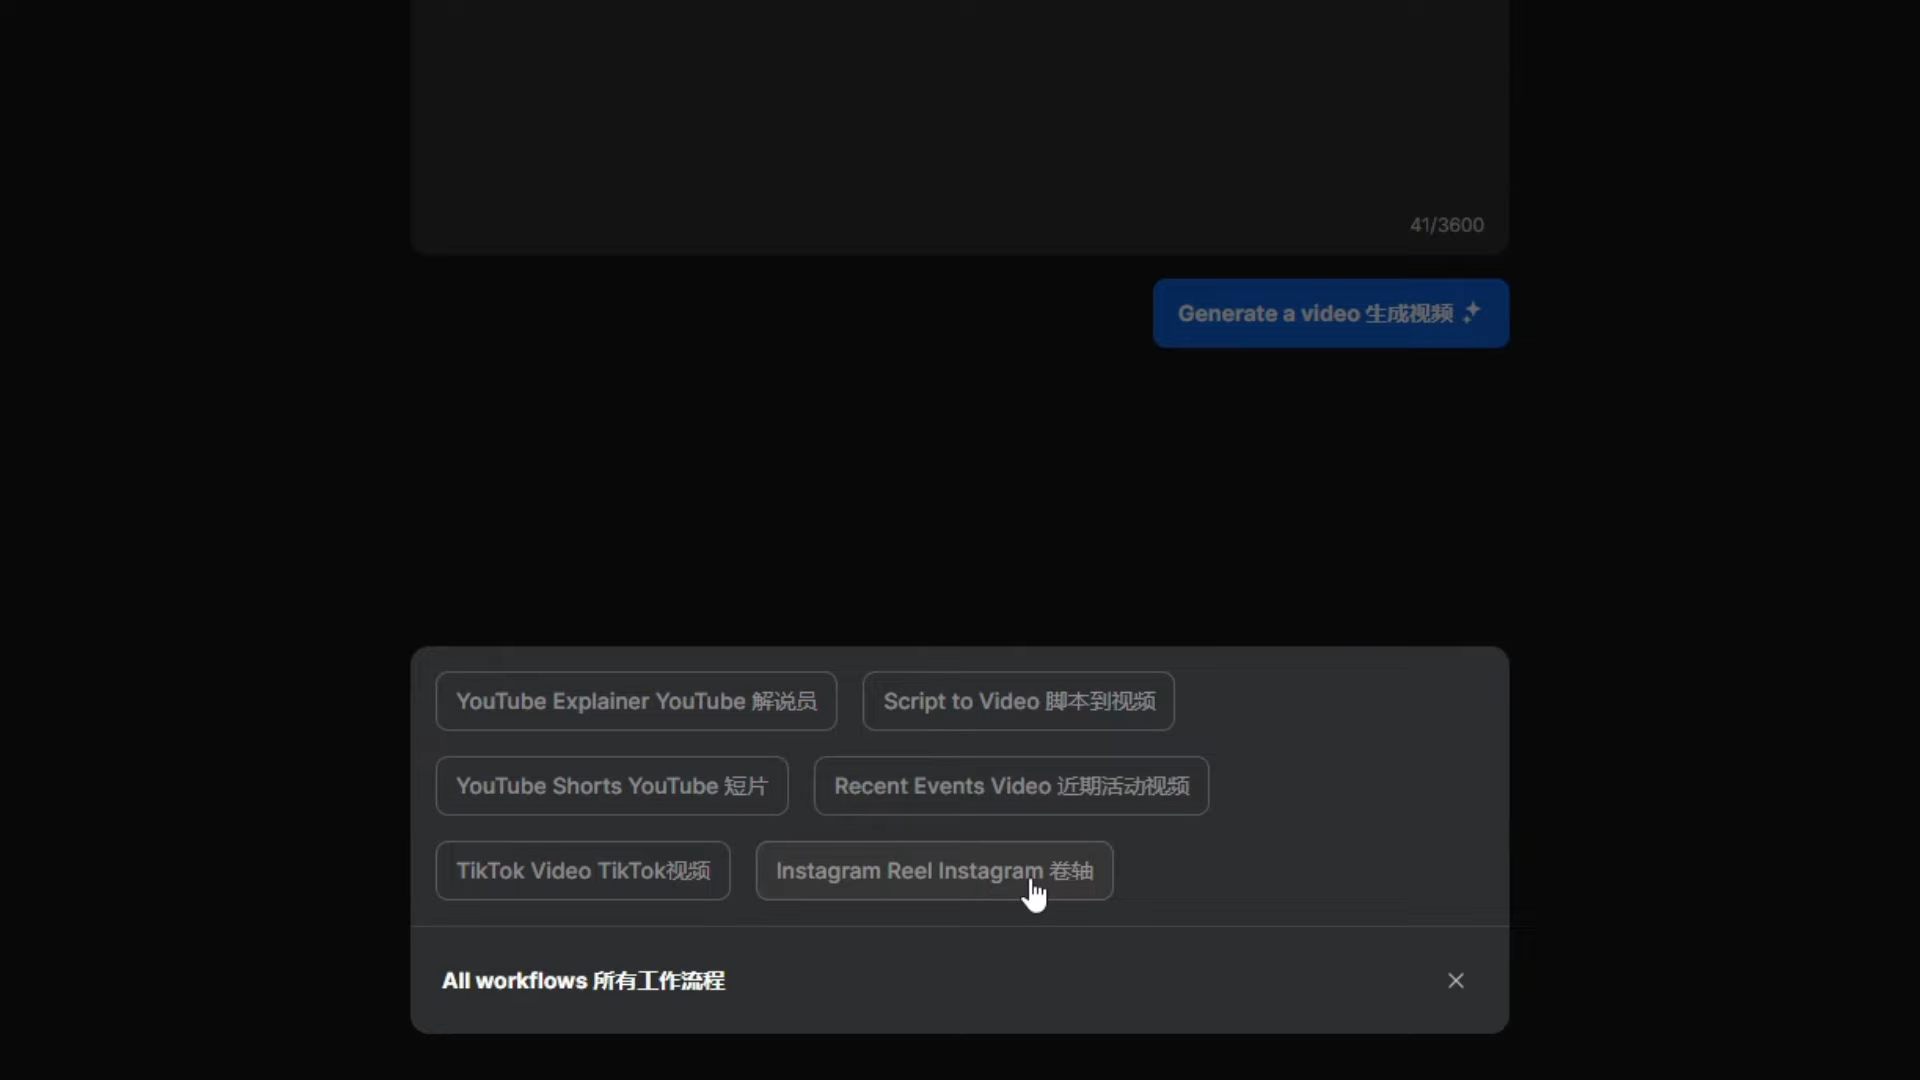 41/3600
Generate a video 生成视频
YouTube Explainer YouTube 解说员
Script to Video 脚本到视频
YouTube Shorts YouTube 短片
Recent Events Video 近期活动视频
TikTok Video TikTok视频
Instagram Reel Instagram 卷轴
All workflows 所有工作流程